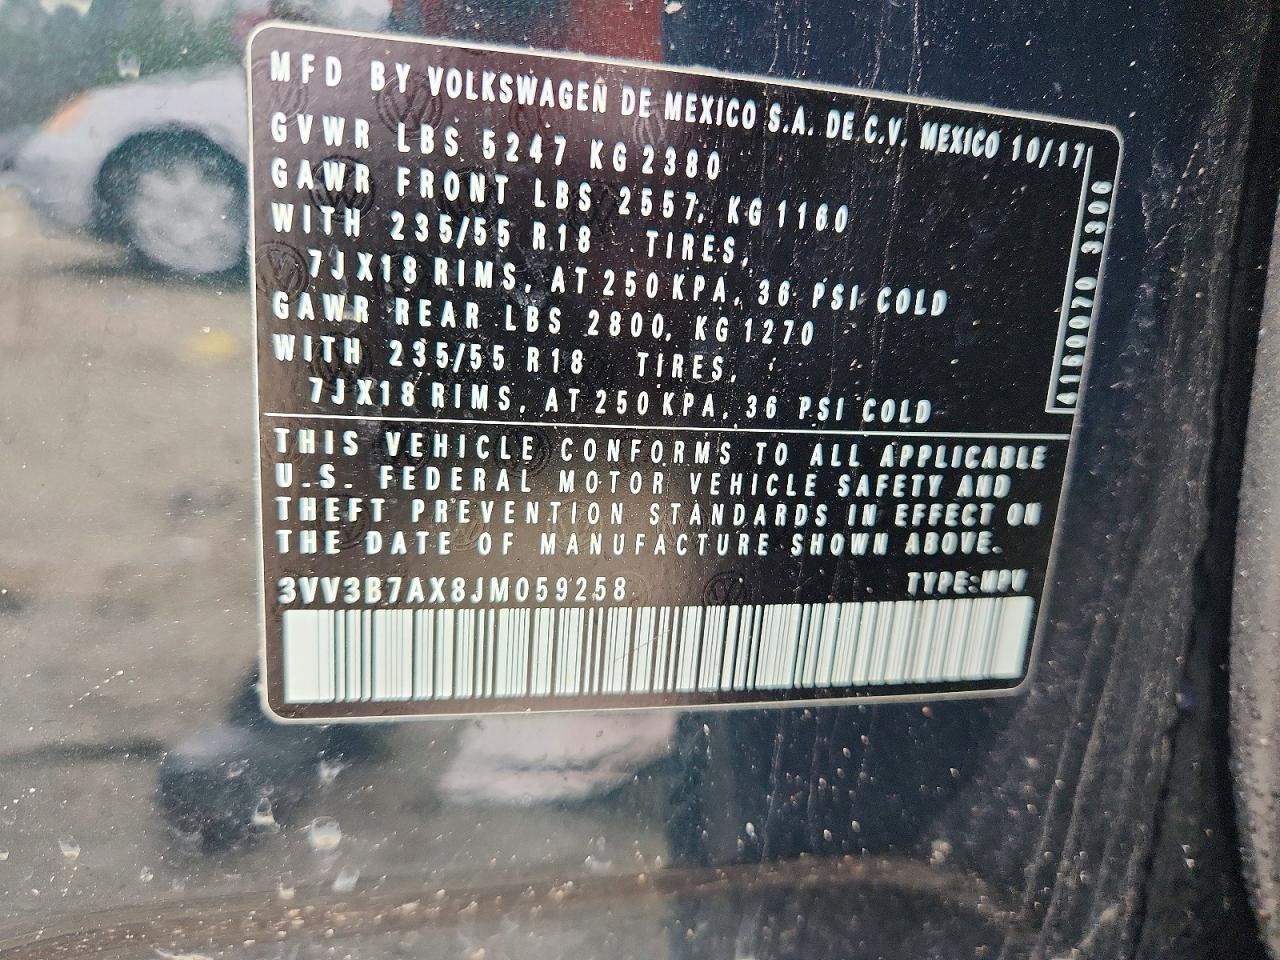 MFD BY VOLKSWAGEN DE MEXICO S.A. DE C.V. MEXICO 10/17
GVWR LBS 5247 KG 2380
GAWR FRONT LBS 2557, KG 1160
WITH 235/55 R18 TIRES,
7JX18 RIMS, AT 250 KPA, 36 PSI COLD
GAWR REAR LBS 2800, KG 1270
WITH 235/55 R18 TIRES,
7JX18 RIMS, AT 250 KPA, 36 PSI COLD
THIS VEHICLE CONFORMS TO ALL APPLICABLE
U.S. FEDERAL MOTOR VEHICLE SAFETY AND
THEFT PREVENTION STANDARDS IN EFFECT ON
THE DATE OF MANUFACTURE SHOWN ABOVE.
3VV3B7AX8JM059258 TYPE:MPV
3306